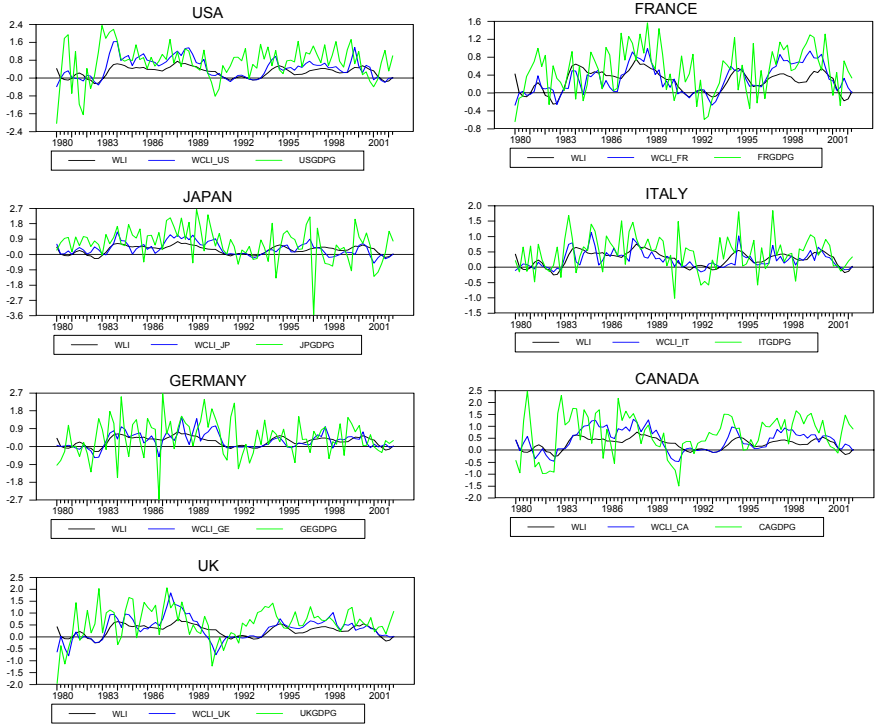 USA
2.4
1.6
0.8
-0.0
-0.8
-1.6
-2.4
1980 1983 1986 1989 1992 1995 1998 2001
WLI WCLI_US USGDPG
FRANCE
1.6
1.2
0.8
0.4
0.0
-0.4
-0.8
1980 1983 1986 1989 1992 1995 1998 2001
WLI WCLI_FR FRGDPG
JAPAN
2.7
1.8
0.9
-0.0
-0.9
-1.8
-2.7
-3.6
1980 1983 1986 1989 1992 1995 1998 2001
WLI WCLI_JP JPGDPG
ITALY
2.0
1.5
1.0
0.5
0.0
-0.5
-1.0
-1.5
1980 1983 1986 1989 1992 1995 1998 2001
WLI WCLI_IT ITGDPG
GERMANY
2.7
1.8
0.9
-0.0
-0.9
-1.8
-2.7
1980 1983 1986 1989 1992 1995 1998 2001
WLI WCLI_GE GEGDPG
CANADA
2.5
2.0
1.5
1.0
0.5
0.0
-0.5
-1.0
-1.5
-2.0
1980 1983 1986 1989 1992 1995 1998 2001
WLI WCLI_CA CAGDPG
UK
2.5
2.0
1.5
1.0
0.5
0.0
-0.5
-1.0
-1.5
-2.0
1980 1983 1986 1989 1992 1995 1998 2001
WLI WCLI_UK UKGDPG